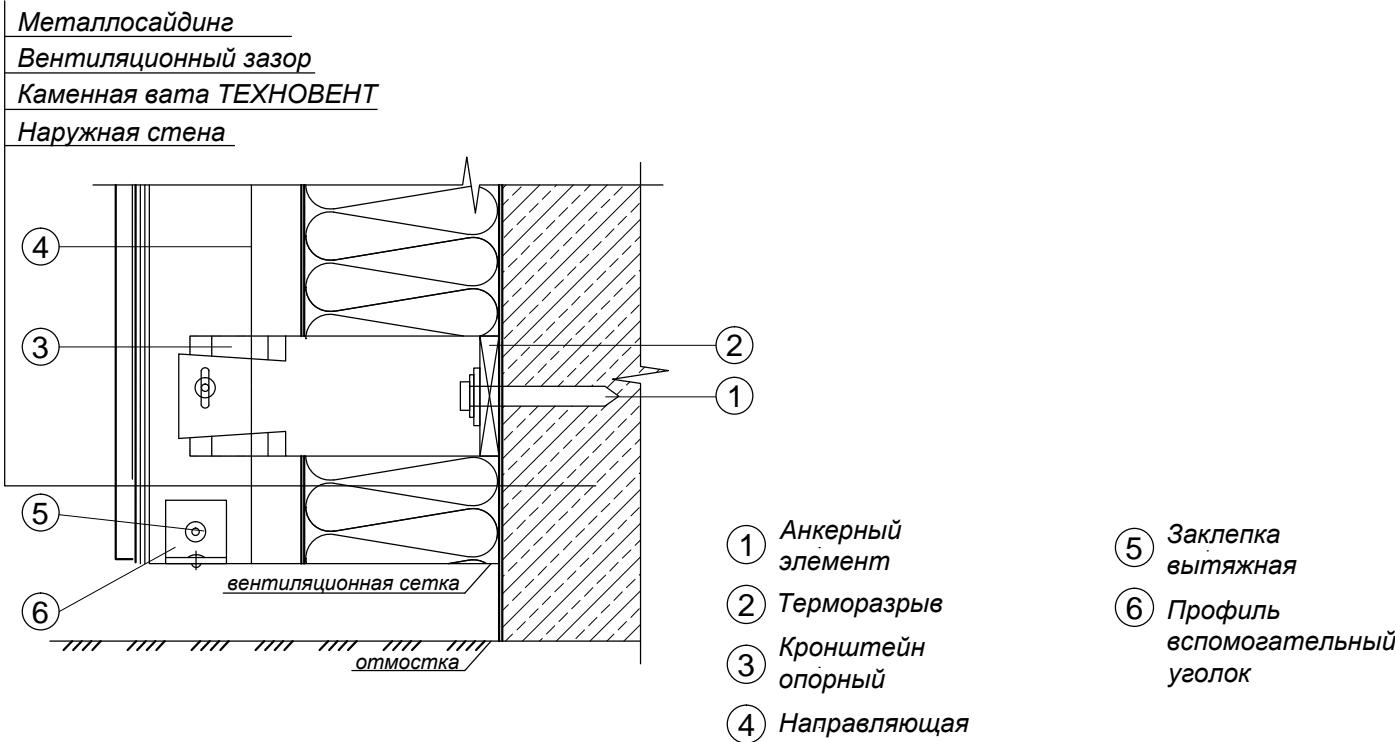 Металлосайдинг
Вентиляционный зазор
Каменная вата ТЕХНОВЕНТ
Наружная стена
4
3
2
1
5
6
вентиляционная сетка
отмостка
1 Анкерный
элемент
2 Терморазрыв
3 Кронштейн
опорный
4 Направляющая
5 Заклепка
вытяжная
6 Профиль
вспомогательный
уголок